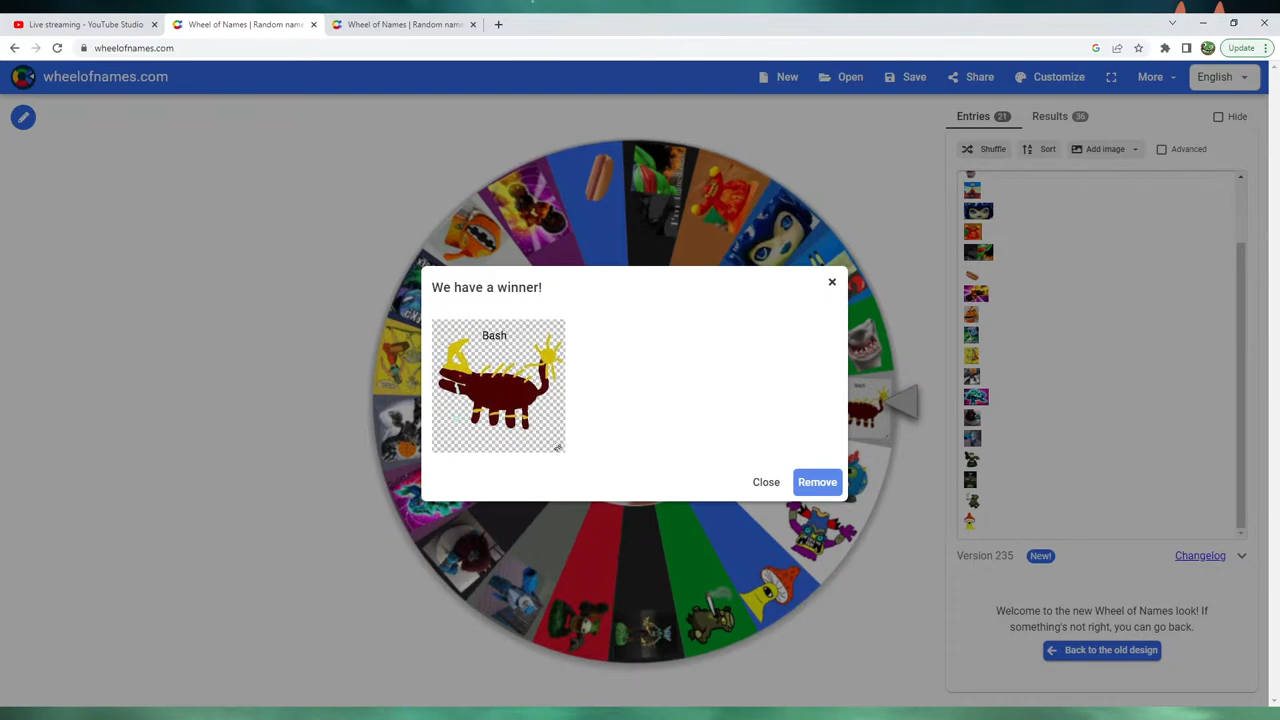 Live streaming - YouTube Studio
Wheel of Names | Random name
Wheel of Names | Random name
wheelofnames.com
Update
wheelofnames.com
New
Open
Save
Share
Customize
More
English
Entries 21
Results 36
Hide
Shuffle
Sort
Add image
Advanced
We have a winner!
Bash
Close
Remove
Version 235
New!
Changelog
Welcome to the new Wheel of Names look! If
something's not right, you can go back.
Back to the old design